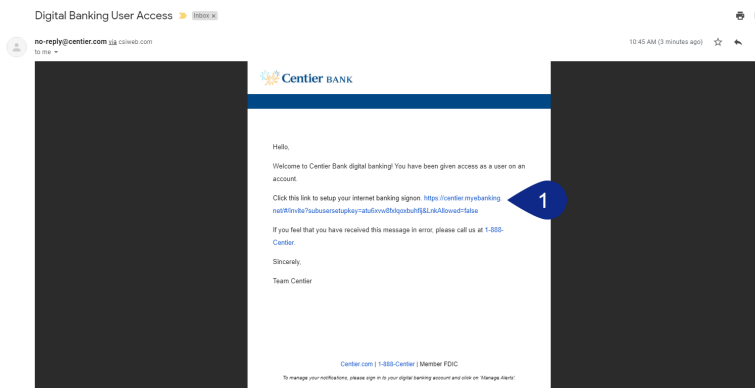 Digital Banking User Access
Inbox x
no-reply@centier.com via csiweb.com
10:45 AM (3 minutes ago)
to me
Centier BANK
Hello,
Welcome to Centier Bank digital banking! You have been given access as a user on an
account.
Click this link to setup your internet banking signon. https://centier.myebanking.
net/#/invite?subusersetupkey=atu6xvw8fxlqoxbuhflj&LnkAllowed=false
1
If you feel that you have received this message in error, please call us at 1-888-
Centier.
Sincerely,
Team Centier
Centier.com | 1-888-Centier | Member FDIC
To manage your notifications, please sign in to your digital banking account and click on 'Manage Alerts'